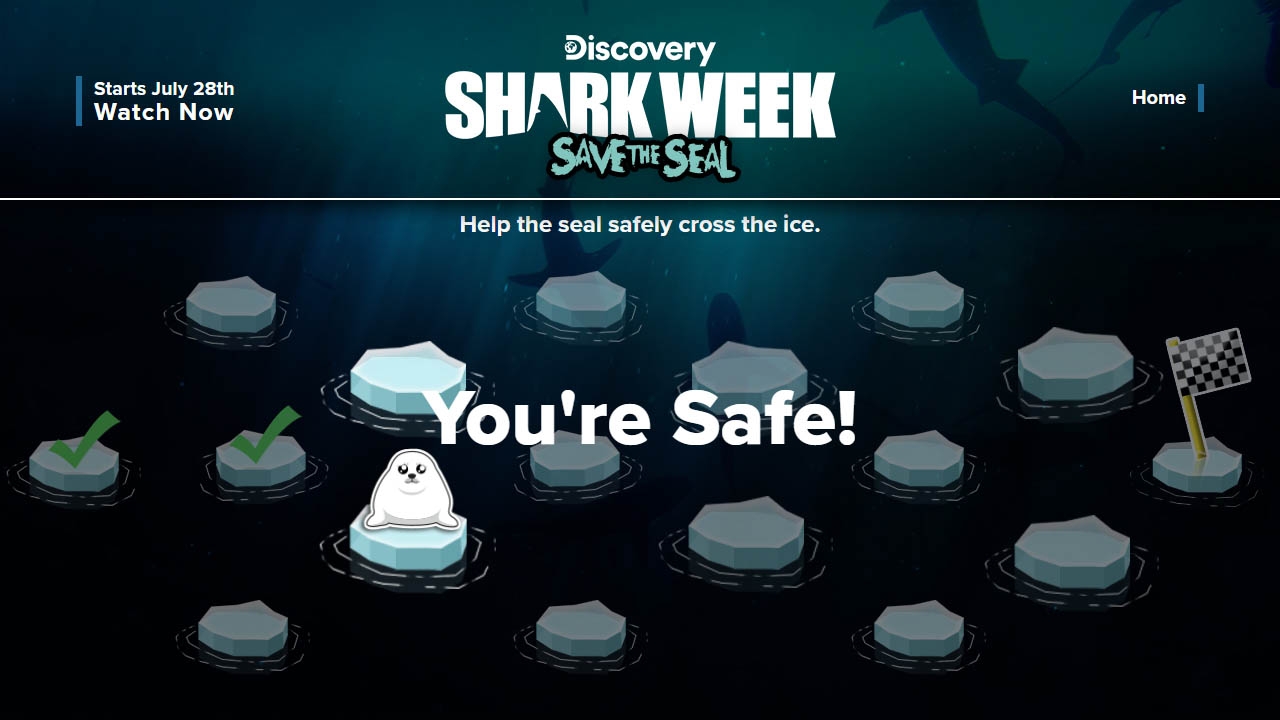 Discovery
Starts July 28th
Watch Now
SHARK WEEK
Home
SAVE THE SEAL
Help the seal safely cross the ice.
You're Safe!